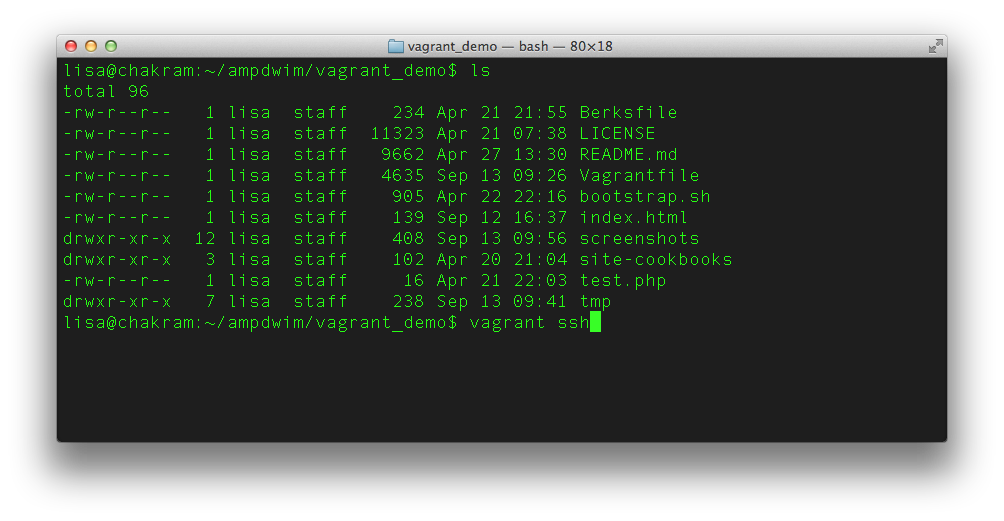 vagrant_demo — bash — 80×18
lisa@chakram:~/ampdwim/vagrant_demo$ ls
total 96
-rw-r--r--   1 lisa  staff    234 Apr 21 21:55 Berksfile
-rw-r--r--   1 lisa  staff  11323 Apr 21 07:38 LICENSE
-rw-r--r--   1 lisa  staff   9662 Apr 27 13:30 README.md
-rw-r--r--   1 lisa  staff   4635 Sep 13 09:26 Vagrantfile
-rw-r--r--   1 lisa  staff    905 Apr 22 22:16 bootstrap.sh
-rw-r--r--   1 lisa  staff    139 Sep 12 16:37 index.html
drwxr-xr-x  12 lisa  staff    408 Sep 13 09:56 screenshots
drwxr-xr-x   3 lisa  staff    102 Apr 20 21:04 site-cookbooks
-rw-r--r--   1 lisa  staff     16 Apr 21 22:03 test.php
drwxr-xr-x   7 lisa  staff    238 Sep 13 09:41 tmp
lisa@chakram:~/ampdwim/vagrant_demo$ vagrant ssh